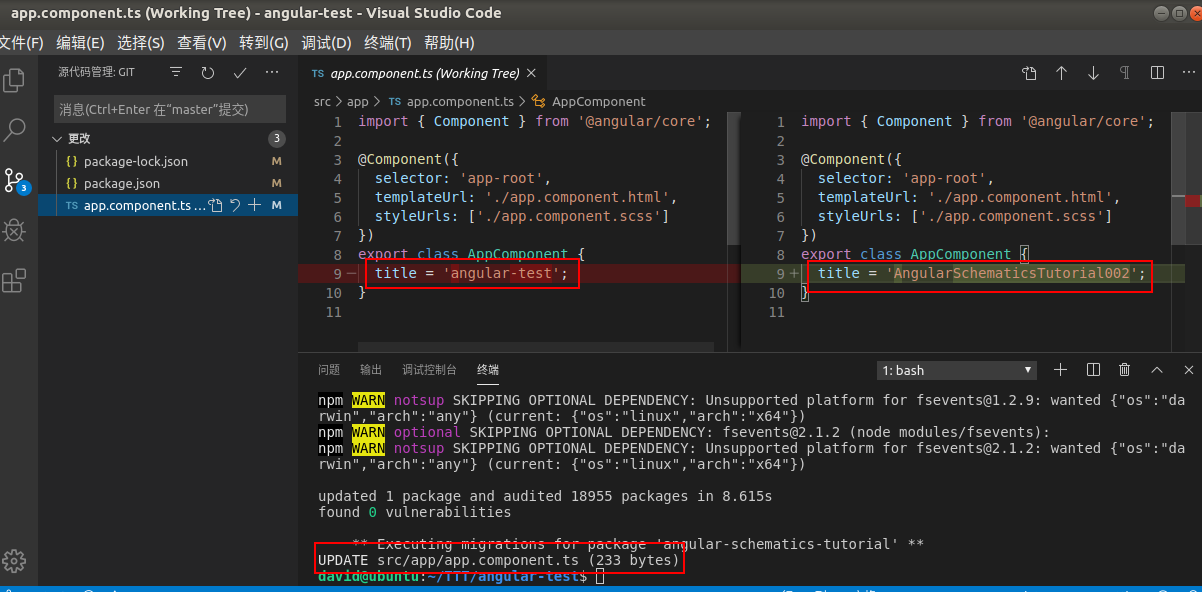 app.component.ts (Working Tree) - angular-test - Visual Studio Code
文件(F) 编辑(E) 选择(S) 查看(V) 转到(G) 调试(D) 终端(T) 帮助(H)
源代码管理: GIT
消息(Ctrl+Enter 在"master"提交)
更改 3
{} package-lock.json M
{} package.json M
TS app.component.ts ... M
3
TS app.component.ts (Working Tree)
src > app > TS app.component.ts > AppComponent
1 import { Component } from '@angular/core';
2
3 @Component({
4 selector: 'app-root',
5 templateUrl: './app.component.html',
6 styleUrls: ['./app.component.scss']
7 })
8 export class AppComponent {
9 — title = 'angular-test';
10 }
11
1 import { Component } from '@angular/core';
2
3 @Component({
4 selector: 'app-root',
5 templateUrl: './app.component.html',
6 styleUrls: ['./app.component.scss']
7 })
8 export class AppComponent {
9 + title = 'AngularSchematicsTutorial002';
10 }
11
问题 输出 调试控制台 终端 1: bash
npm WARN notsup SKIPPING OPTIONAL DEPENDENCY: Unsupported platform for fsevents@1.2.9: wanted {"os":"da
rwin","arch":"any"} (current: {"os":"linux","arch":"x64"})
npm WARN optional SKIPPING OPTIONAL DEPENDENCY: fsevents@2.1.2 (node modules/fsevents):
npm WARN notsup SKIPPING OPTIONAL DEPENDENCY: Unsupported platform for fsevents@2.1.2: wanted {"os":"da
rwin","arch":"any"} (current: {"os":"linux","arch":"x64"})
updated 1 package and audited 18955 packages in 8.615s
found 0 vulnerabilities
** Executing migrations for package 'angular-schematics-tutorial' **
UPDATE src/app/app.component.ts (233 bytes)
david@ubuntu:~/TTT/angular-test$